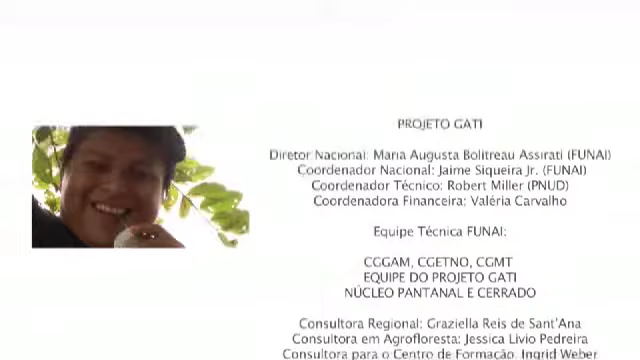 PROJETO GATI
Diretor Nacional: Maria Augusta Bolitreau Assirati (FUNAI)
Coordenador Nacional: Jaime Siqueira Jr. (FUNAI)
Coordenador Técnico: Robert Miller (PNUD)
Coordenadora Financeira: Valéria Carvalho
Equipe Técnica FUNAI:
CGGAM, CGETNO, CGMT
EQUIPE DO PROJETO GATI
NÚCLEO PANTANAL E CERRADO
Consultora Regional: Graziella Reis de Sant'Ana
Consultora em Agrofloresta: Jessica Livio Pedreira
Consultora para o Centro de Formação: Ingrid Weber